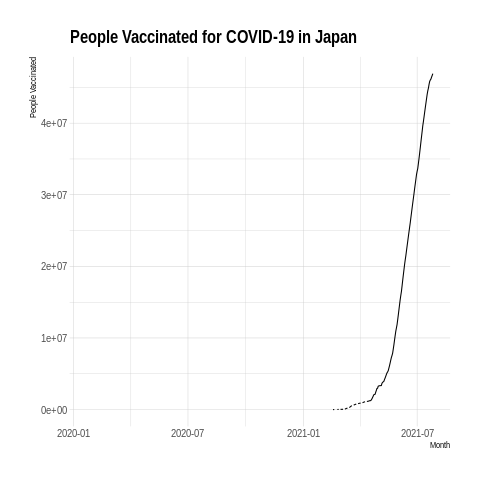 People Vaccinated for COVID-19 in Japan
People Vaccinated
4e+07
3e+07
2e+07
1e+07
0e+00
2020-01 2020-07 2021-01 2021-07
Month